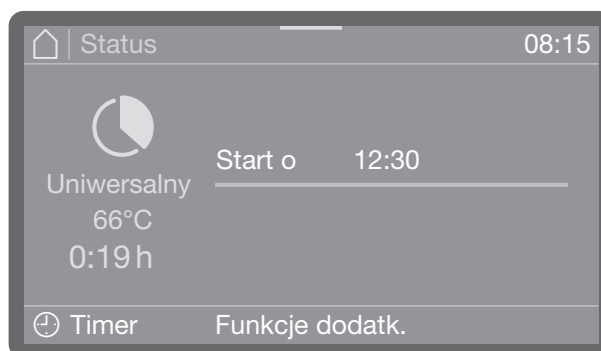 Status 08:15
Start o 12:30
Uniwersalny
66°C
0:19 h
Timer Funkcje dodatk.